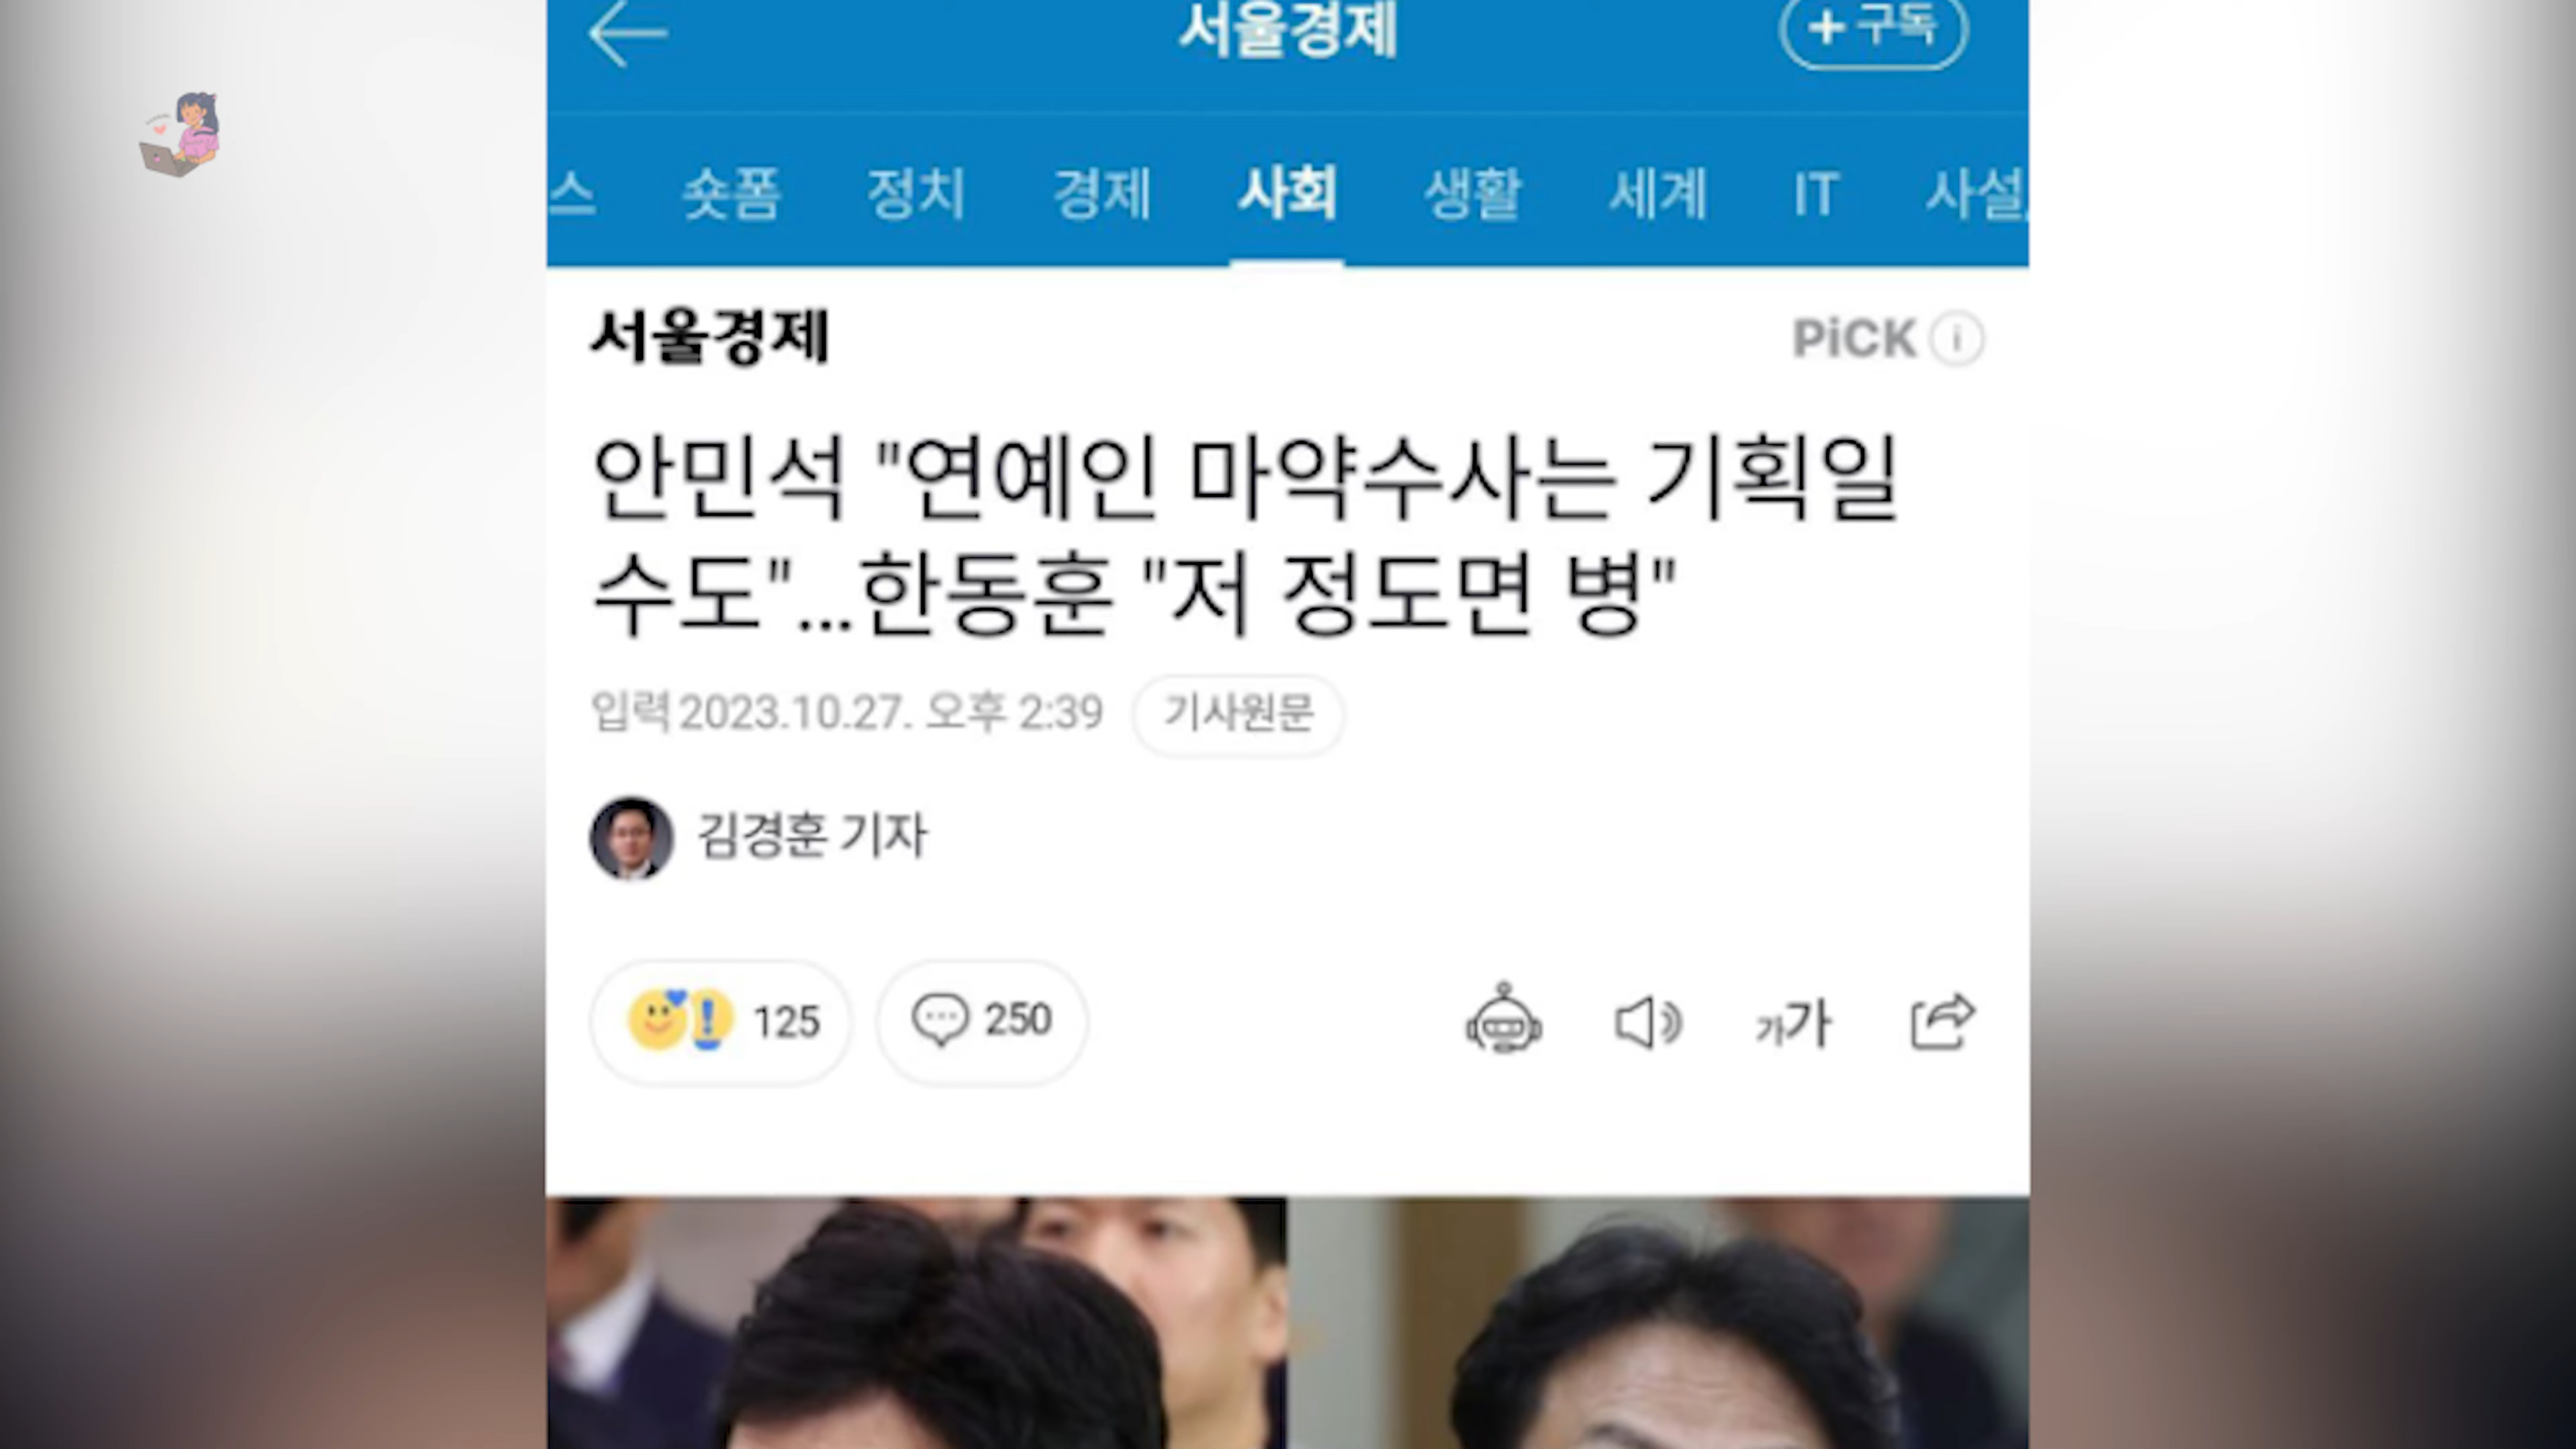 서울경제
+ 구독
스 숏폼 정치 경제 사회 생활 세계 IT 사설
서울경제
PiCK i
안민석 "연예인 마약수사는 기획일
수도"...한동훈 "저 정도면 병"
입력 2023.10.27. 오후 2:39 기사원문
김경훈 기자
125 250 가가